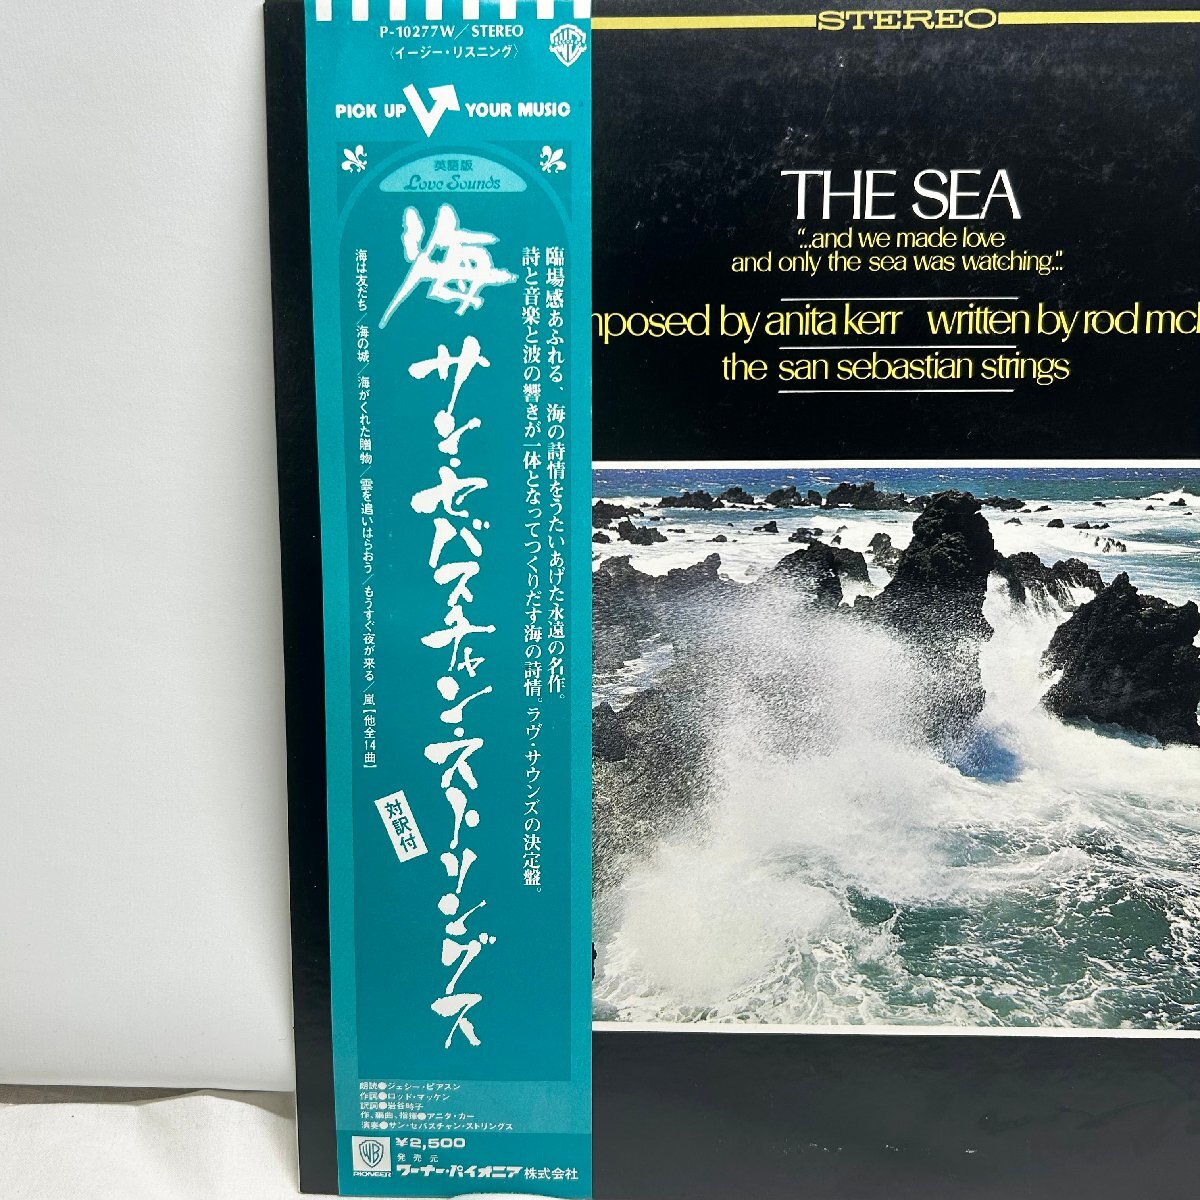 P-10277W/STEREO
〈イージー・リスニング〉
PICK UP YOUR MUSIC
英語版
Love Sounds
海 サン・セバスチャン・ストリングス
臨場感あふれる、海の詩情をうたいあげた永遠の名作。
詩と音楽と波の響きが一体となってつくりだす海の詩情。ラヴ・サウンズの決定盤。
海は友だち/海の城/海がくれた贈物/雲を追いはらおう/もうすぐ夜が来る/嵐[他全14曲]
対訳付
朗読●ジェシー・ピアスン
作詞●ロッド・マッケン
訳詞●岩谷時子
作、編曲、指揮●アニタ・カー
演奏●サン・セバスチャン・ストリングス
WB
PIONEER
¥2,500
発売元
ワーナー・パイオニア株式会社
STEREO
THE SEA
"...and we made love
and only the sea was watching..."
mposed by anita kerr written by rod mc
the san sebastian strings